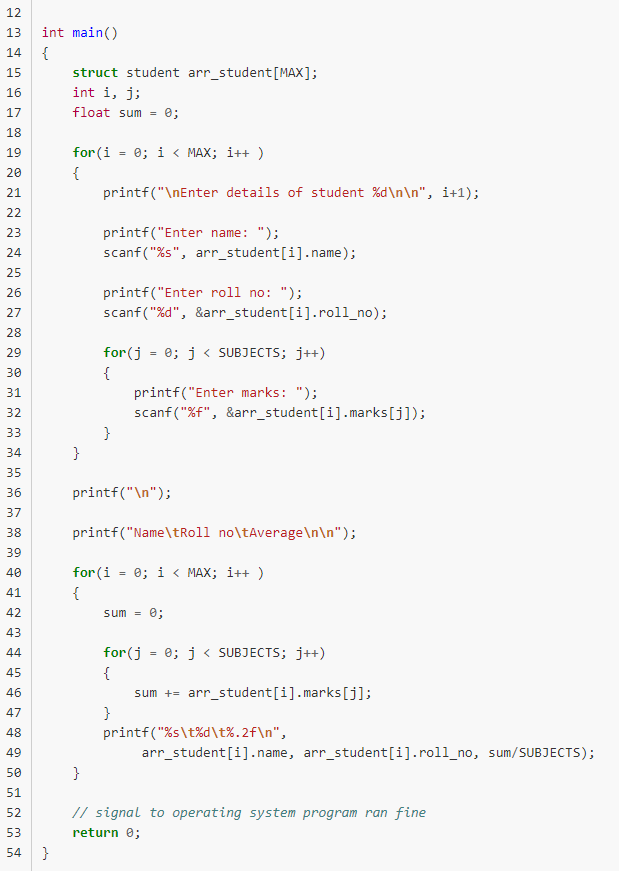 12
13 int main()
14 {
15     struct student arr_student[MAX];
16     int i, j;
17     float sum = 0;
18
19     for(i = 0; i < MAX; i++ )
20     {
21         printf("\nEnter details of student %d\n\n", i+1);
22
23         printf("Enter name: ");
24         scanf("%s", arr_student[i].name);
25
26         printf("Enter roll no: ");
27         scanf("%d", &arr_student[i].roll_no);
28
29         for(j = 0; j < SUBJECTS; j++)
30         {
31             printf("Enter marks: ");
32             scanf("%f", &arr_student[i].marks[j]);
33         }
34     }
35
36     printf("\n");
37
38     printf("Name\tRoll no\tAverage\n\n");
39
40     for(i = 0; i < MAX; i++ )
41     {
42         sum = 0;
43
44         for(j = 0; j < SUBJECTS; j++)
45         {
46             sum += arr_student[i].marks[j];
47         }
48         printf("%s\t%d\t%.2f\n",
49              arr_student[i].name, arr_student[i].roll_no, sum/SUBJECTS);
50     }
51
52     // signal to operating system program ran fine
53     return 0;
54 }